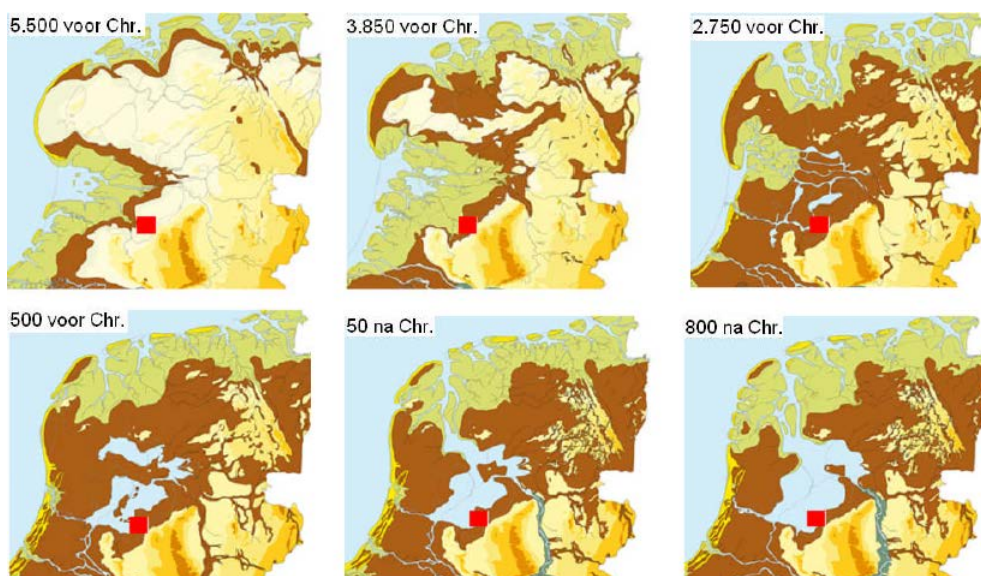 5.500 voor Chr.
3.850 voor Chr.
2.750 voor Chr.
500 voor Chr.
50 na Chr.
800 na Chr.